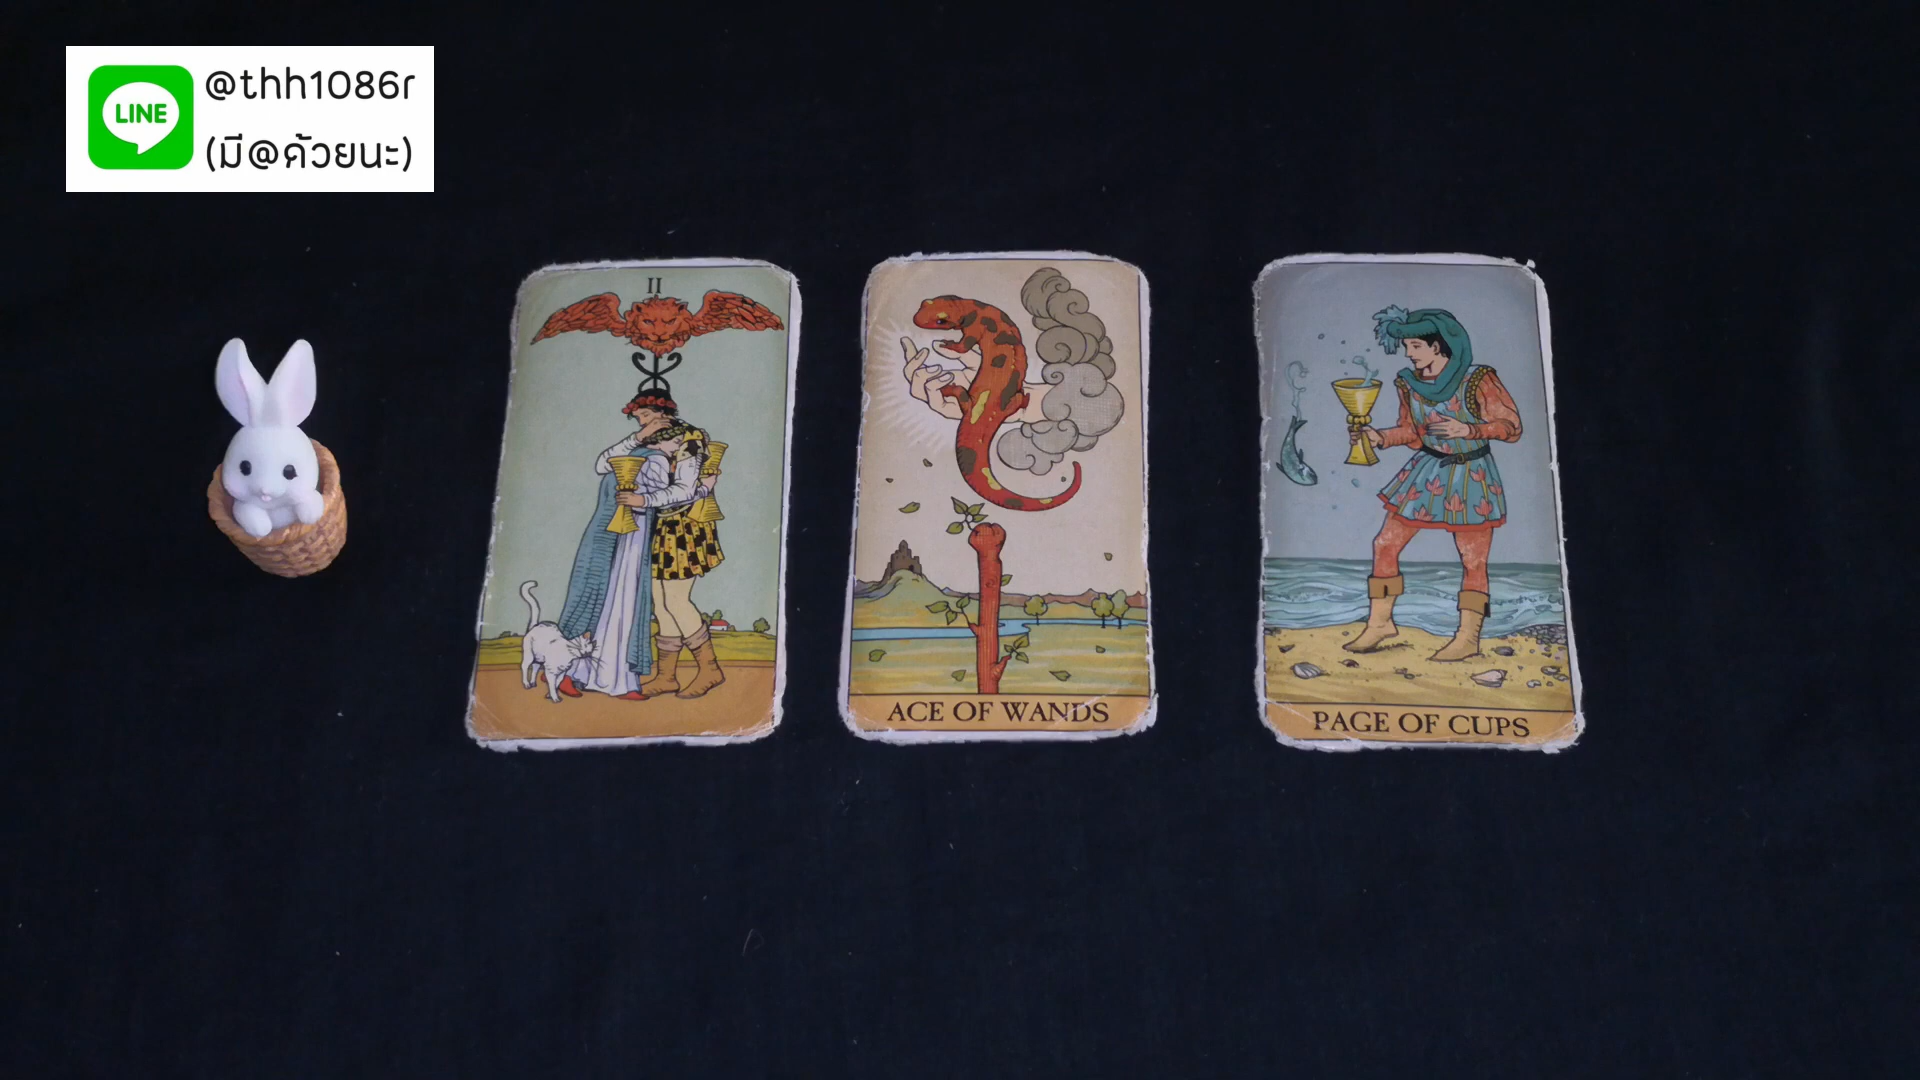 LINE
@thh1086r
(มี@ด้วยนะ)
II
ACE OF WANDS
PAGE OF CUPS